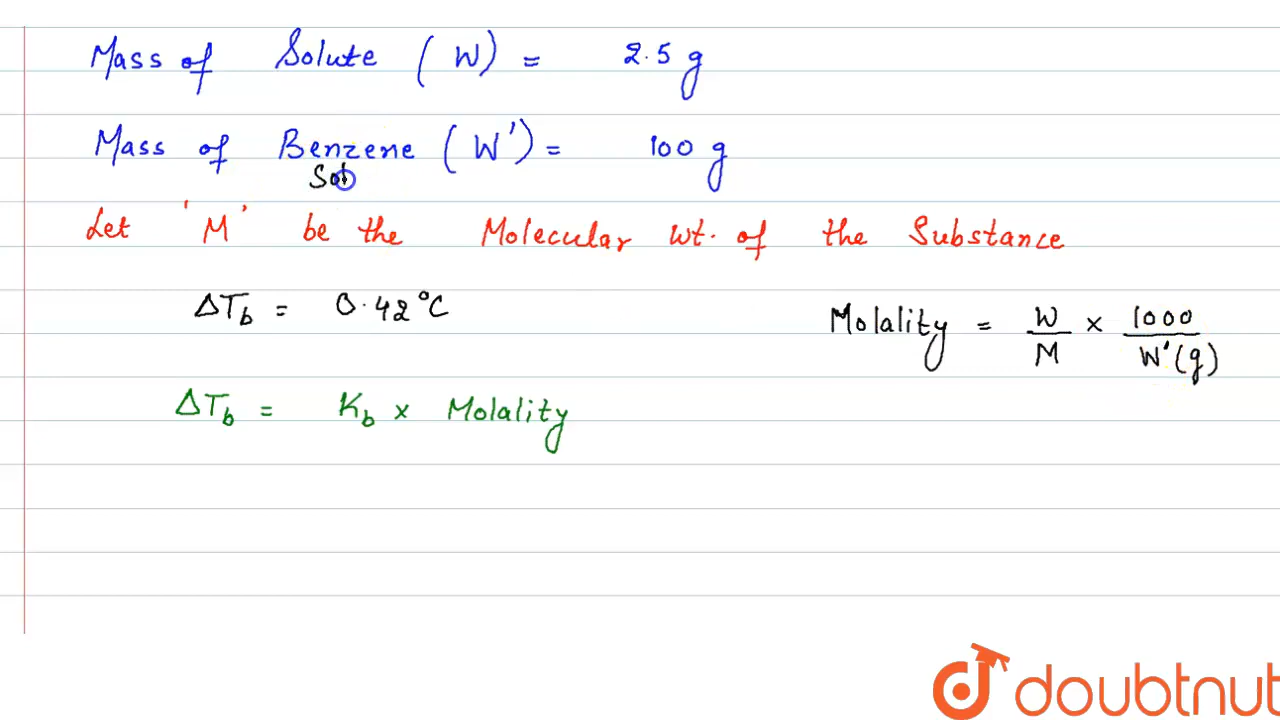 Mass of Solute (W) = 2.5 g
Mass of Benzene (W') = 100 g
Let 'M' be the Molecular wt. of the Substance
ΔTb = 0.42°C
Molality = W/M × 1000/W'(g)
ΔTb = Kb × Molality
doubtnut